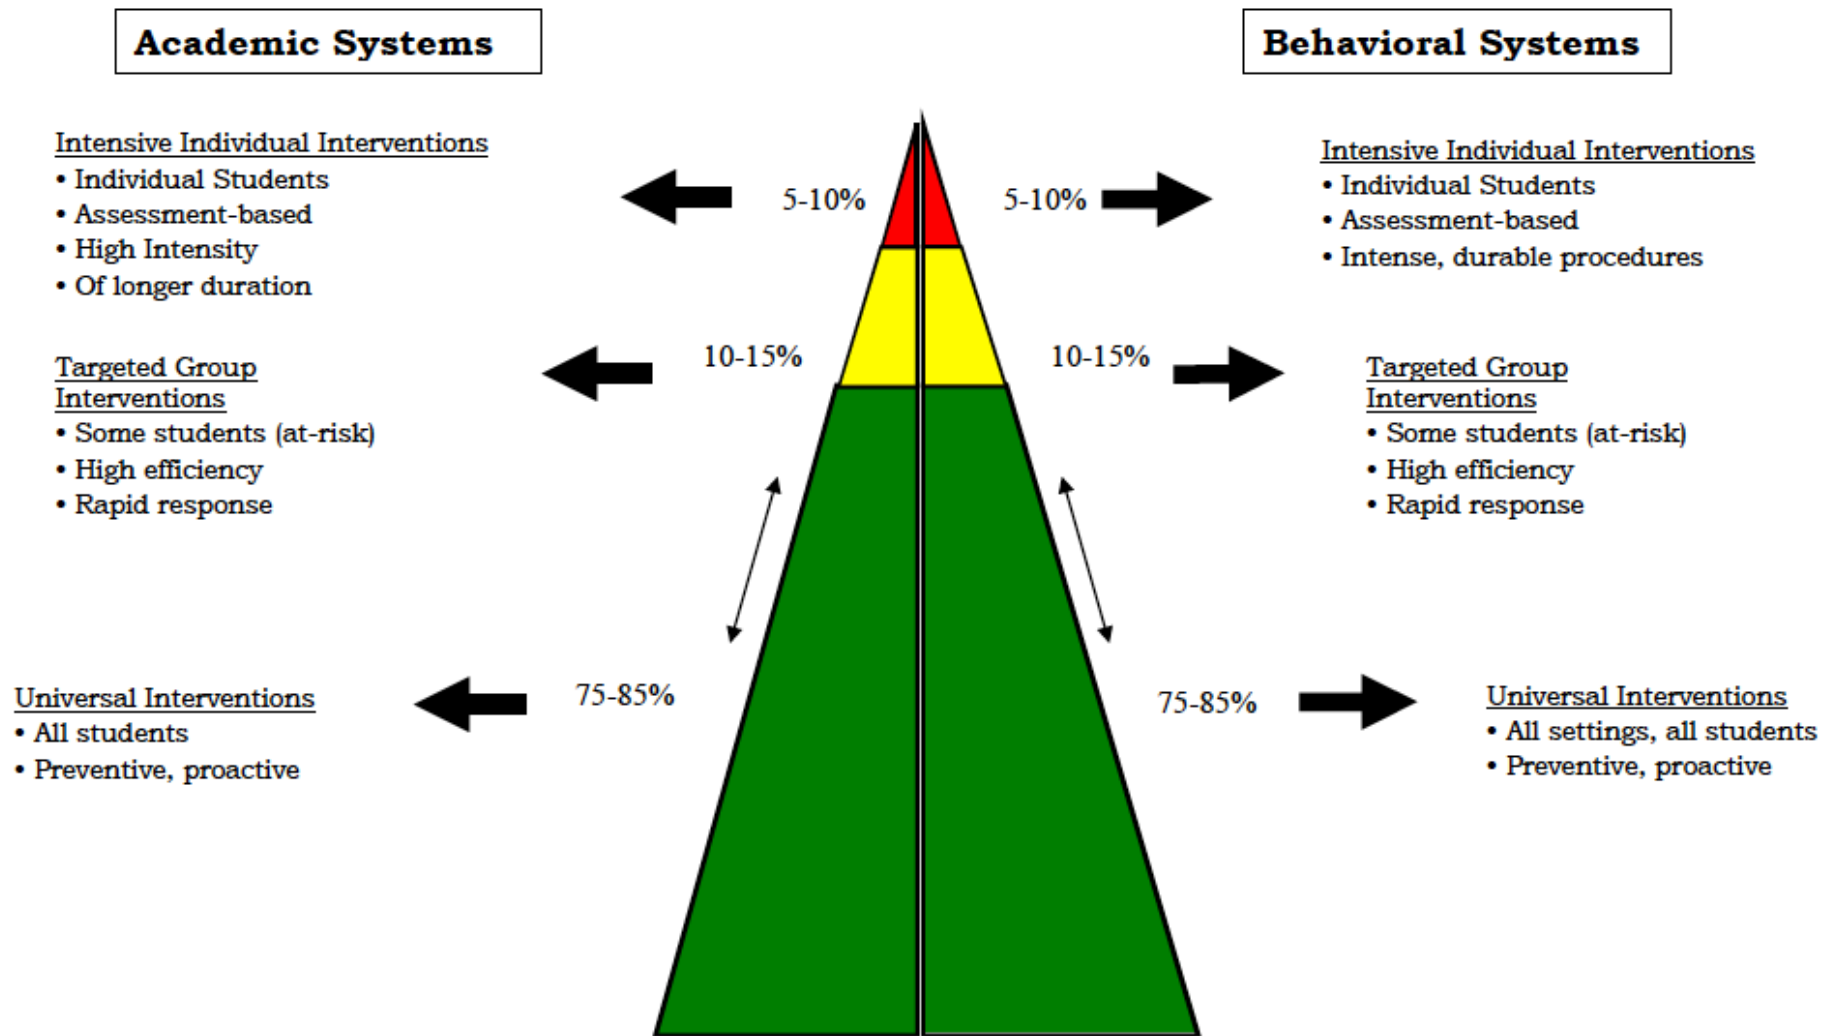 Academic Systems
Intensive Individual Interventions
• Individual Students
• Assessment-based
• High Intensity
• Of longer duration
5-10%
Targeted Group
Interventions
• Some students (at-risk)
• High efficiency
• Rapid response
10-15%
Universal Interventions
• All students
• Preventive, proactive
75-85%
Behavioral Systems
5-10%
Intensive Individual Interventions
• Individual Students
• Assessment-based
• Intense, durable procedures
10-15%
Targeted Group
Interventions
• Some students (at-risk)
• High efficiency
• Rapid response
75-85%
Universal Interventions
• All settings, all students
• Preventive, proactive